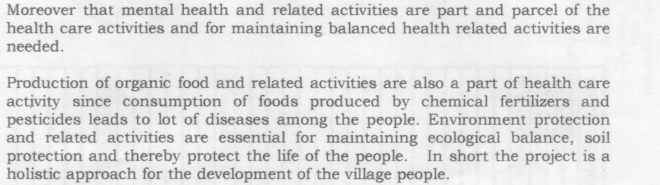 Moreover that mental health and related activities are part and parcel of the
health care activities and for maintaining balanced health related activities are
needed.
Production of organic food and related activities are also a part of health care
activity since consumption of foods produced by chemical fertilizers and
pesticides leads to lot of diseases among the people. Environment protection
and related activities are essential for maintaining ecological balance, soil
protection and thereby protect the life of the people. In short the project is a
holistic approach for the development of the village people.